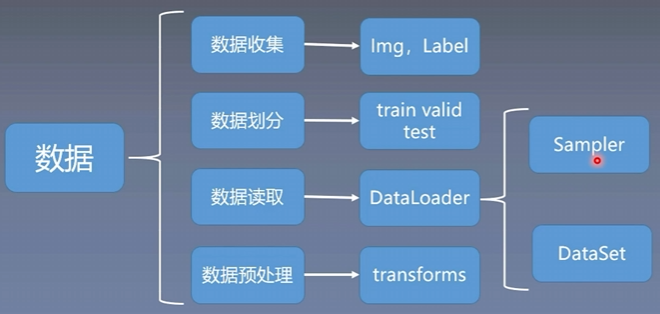 数据
数据收集
Img，Label
数据划分
train valid
test
数据读取
DataLoader
Sampler
DataSet
数据预处理
transforms